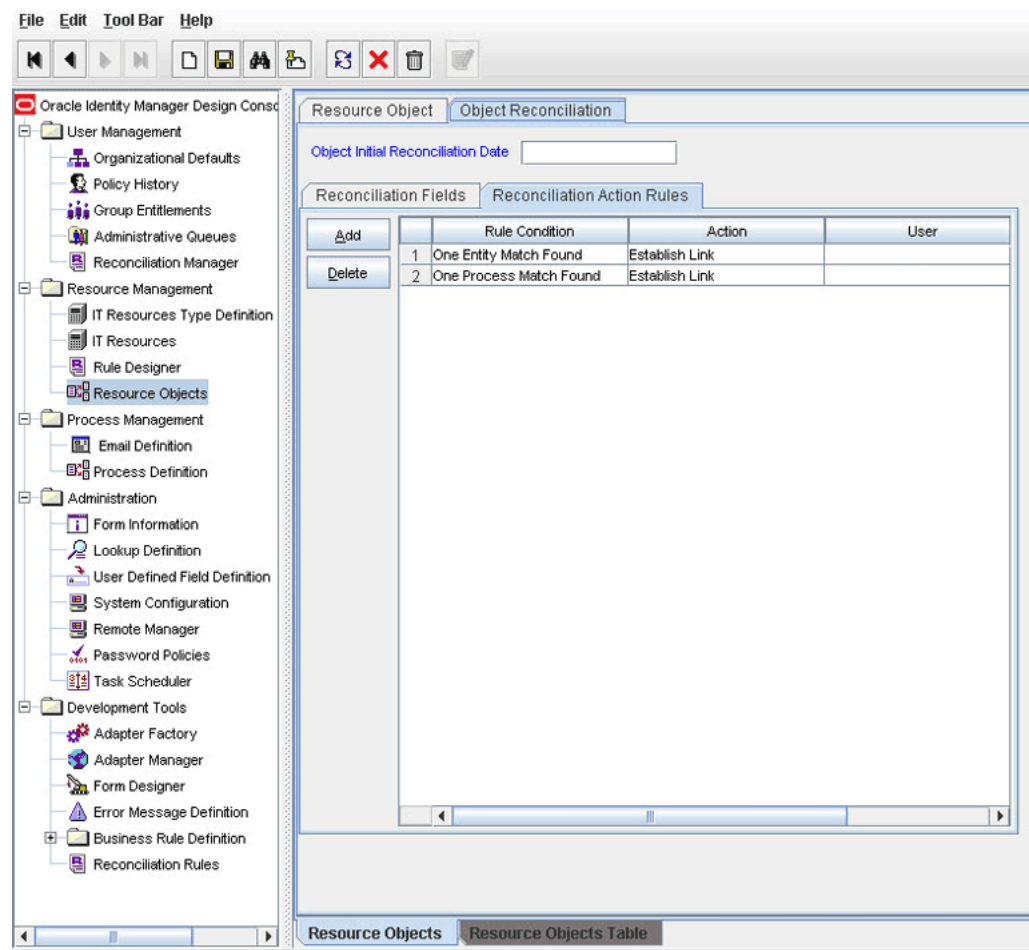 File Edit Tool Bar Help
Oracle Identity Manager Design Consc
User Management
Organizational Defaults
Policy History
Group Entitlements
Administrative Queues
Reconciliation Manager
Resource Management
IT Resources Type Definition
IT Resources
Rule Designer
Resource Objects
Process Management
Email Definition
Process Definition
Administration
Form Information
Lookup Definition
User Defined Field Definition
System Configuration
Remote Manager
Password Policies
Task Scheduler
Development Tools
Adapter Factory
Adapter Manager
Form Designer
Error Message Definition
Business Rule Definition
Reconciliation Rules
Resource Object Object Reconciliation
Object Initial Reconciliation Date
Reconciliation Fields Reconciliation Action Rules
Add
Delete
Rule Condition Action User
1 One Entity Match Found Establish Link
2 One Process Match Found Establish Link
Resource Objects Resource Objects Table